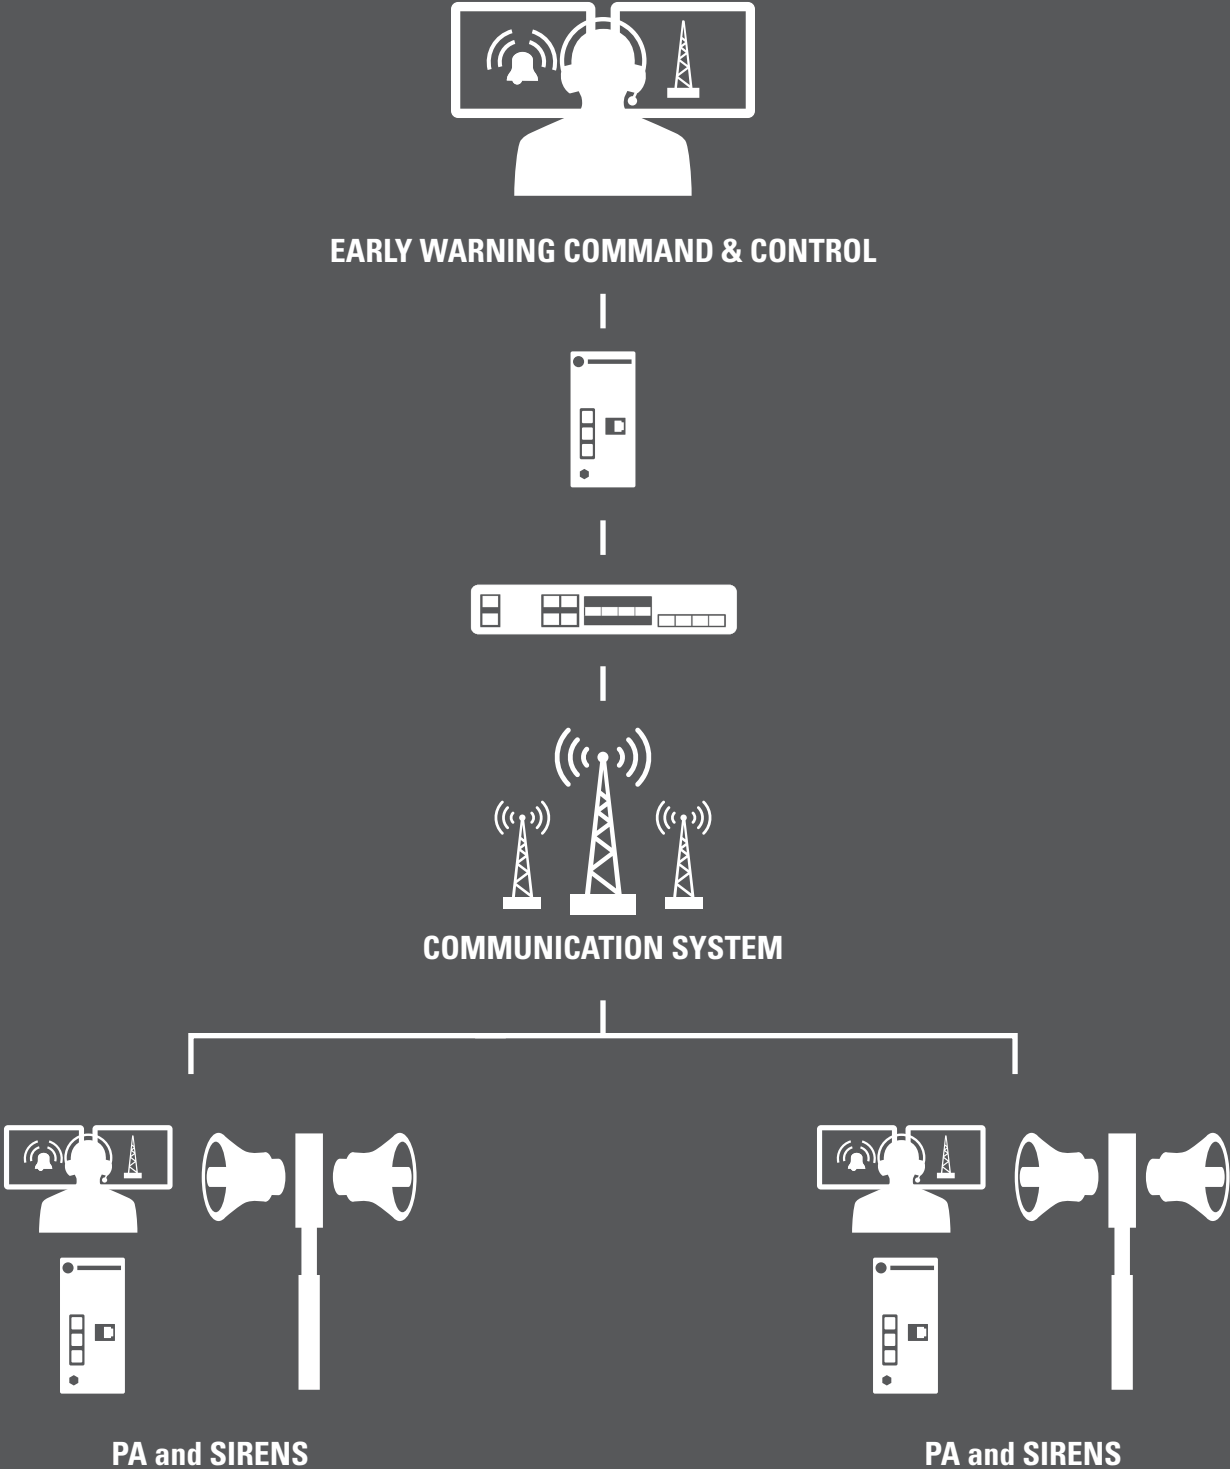 EARLY WARNING COMMAND & CONTROL
COMMUNICATION SYSTEM
PA and SIRENS
PA and SIRENS